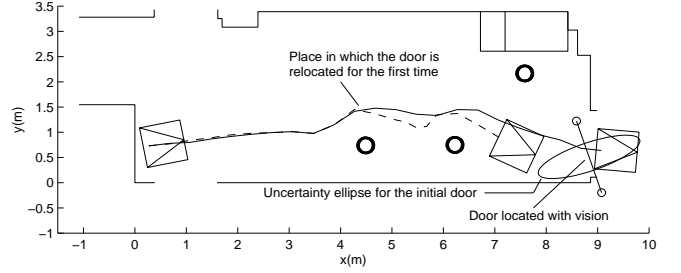 3.5
3
2.5
2
1.5
1
0.5
0
−0.5
−1
y(m)
Place in which the door is
relocated for the first time
Uncertainty ellipse for the initial door
Door located with vision
−1 0 1 2 3 4 5 6 7 8 9 10
x(m)